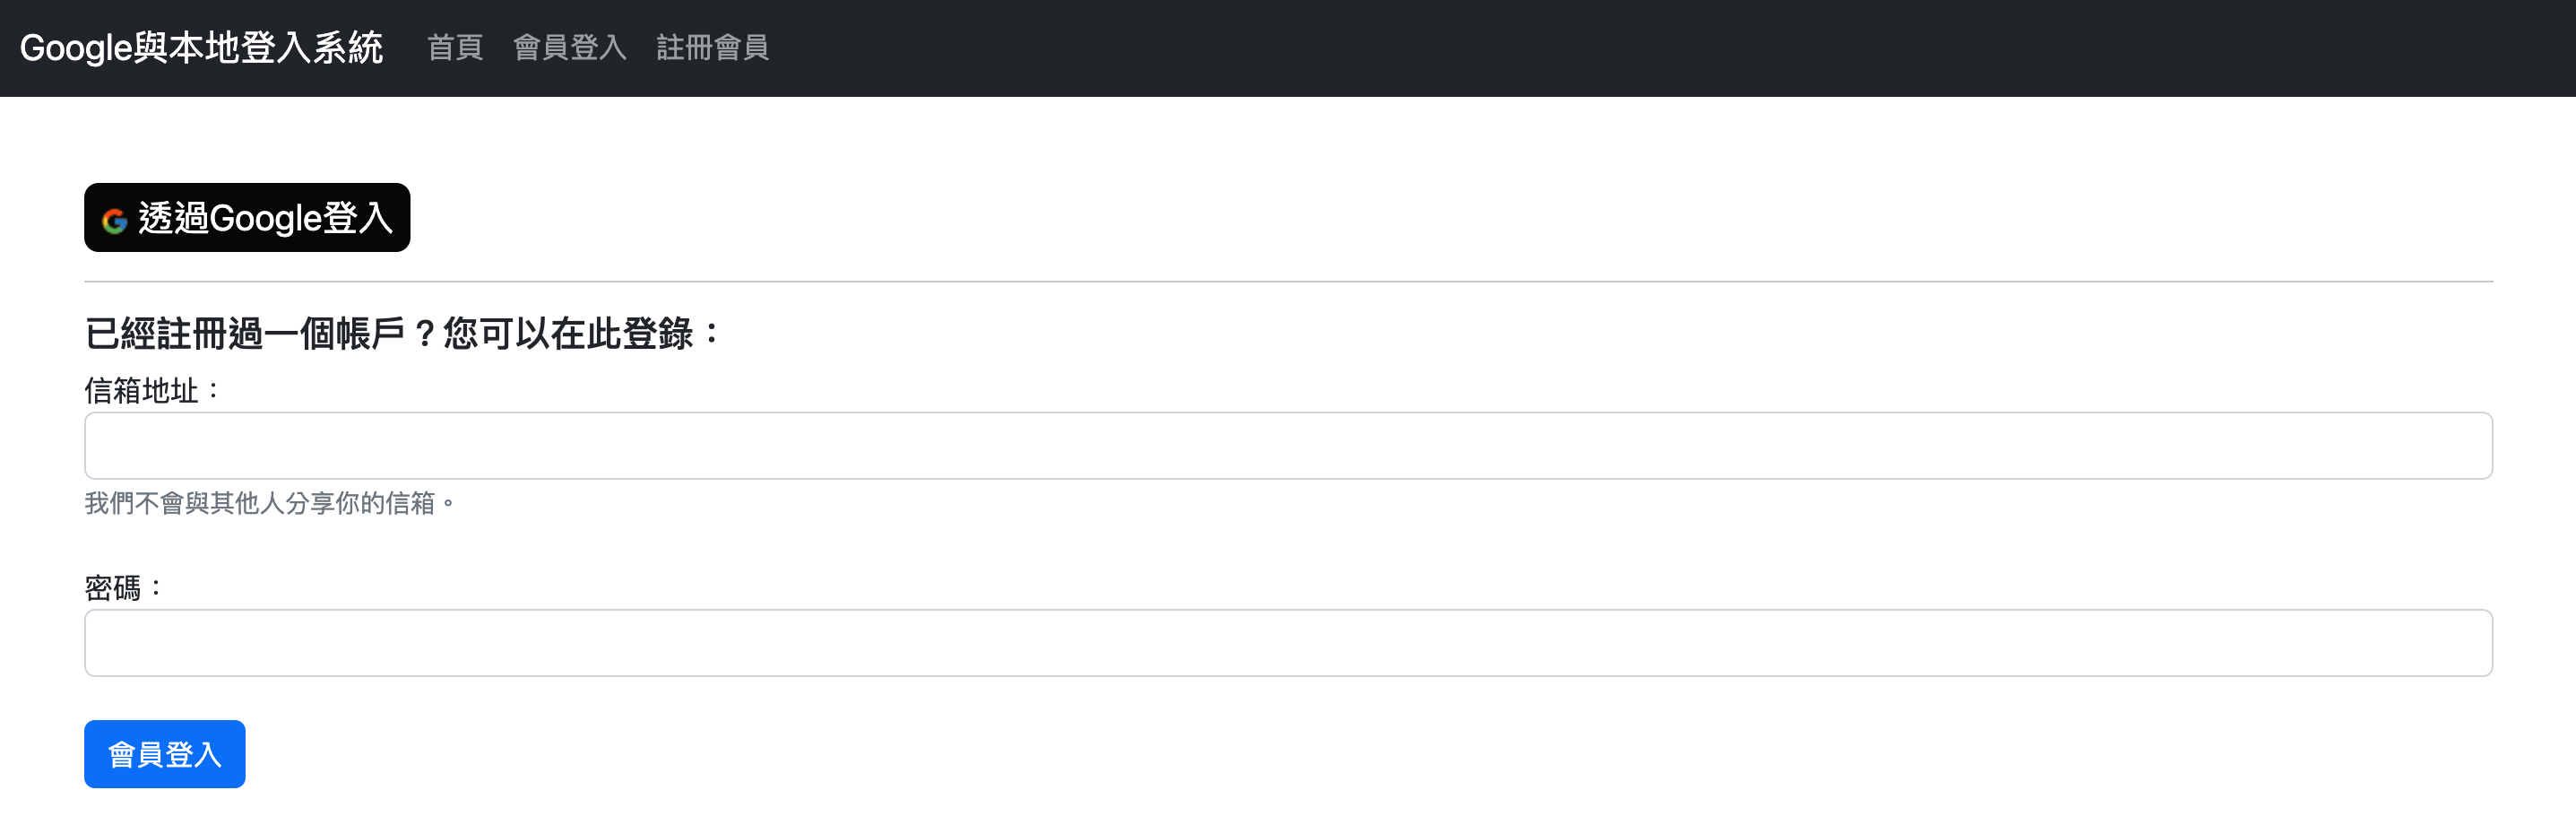 Google與本地登入系統 首頁 會員登入 註冊會員
透過Google登入
已經註冊過一個帳戶？您可以在此登錄：
信箱地址：
我們不會與其他人分享你的信箱。
密碼：
會員登入